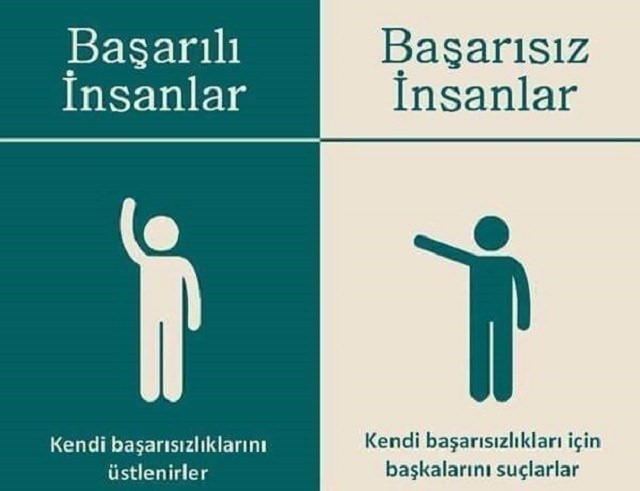 Başarılı
İnsanlar
Başarısız
İnsanlar
Kendi başarısızlıklarını
üstlenirler
Kendi başarısızlıkları için
başkalarını suçlarlar